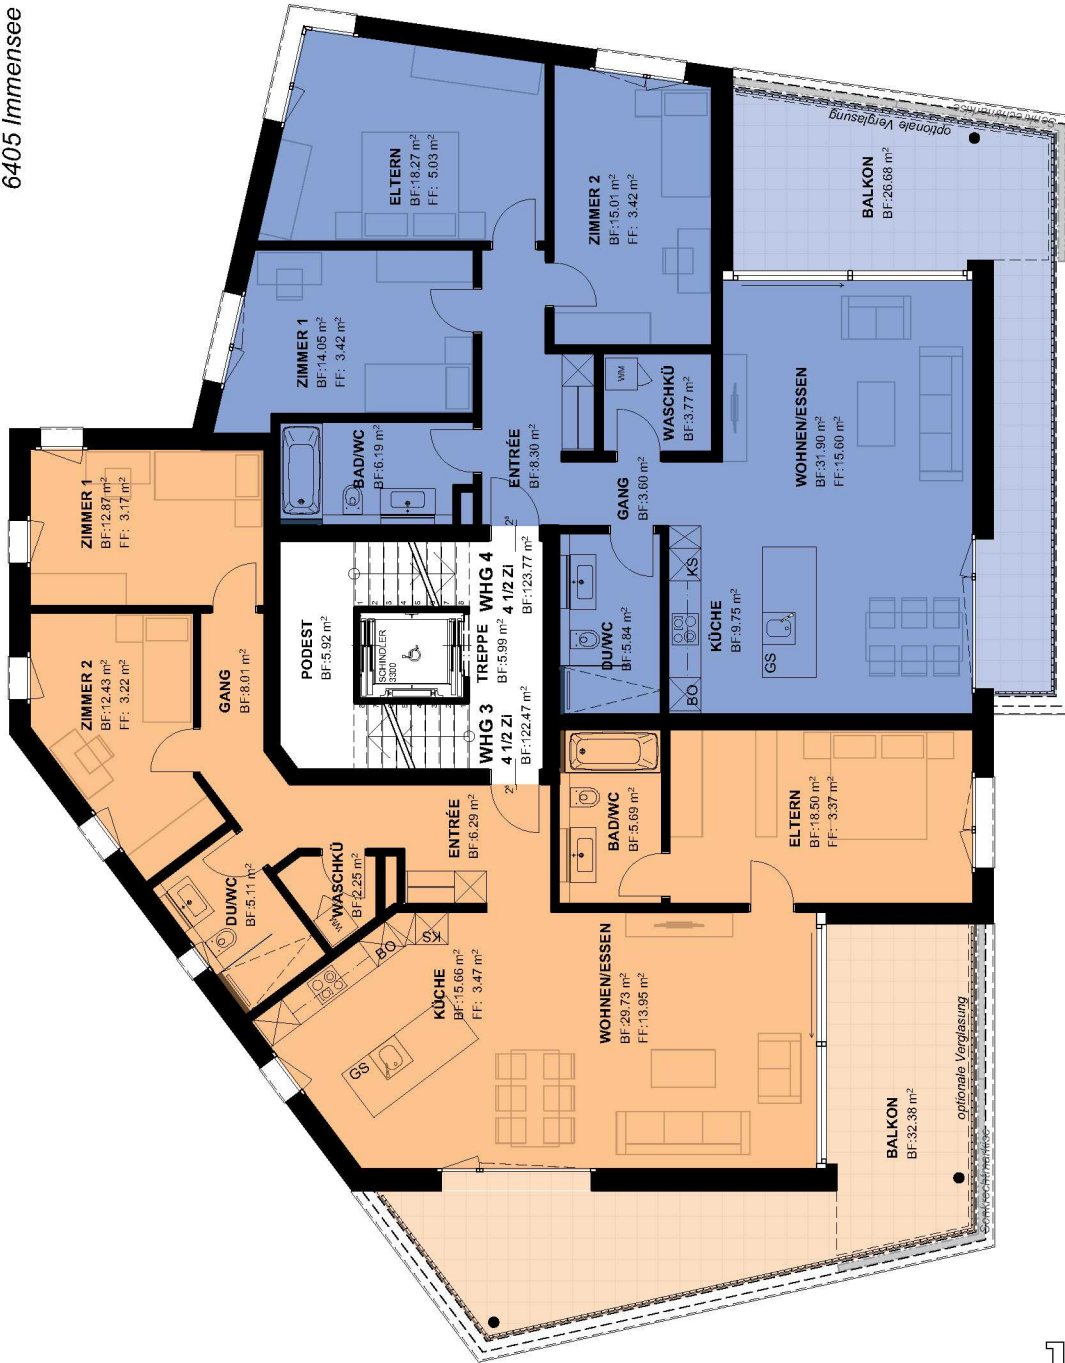 6405 Immensee
ELTERN
BF:18.27 m²
FF: 5.03 m²
ZIMMER 2
BF:15.01 m²
FF: 3.42 m²
optionale Verglasung
Senkrechtmarkise
BALKON
BF:26.68 m²
ZIMMER 1
BF:14.05 m²
FF: 3.42 m²
WM
WASCHKÜ
BF:3.77 m²
WOHNEN/ESSEN
BF:31.90 m²
FF:15.60 m²
BAD/WC
BF:6.19 m²
ENTRÉE
BF:8.30 m²
GANG
BF:3.60 m²
ZIMMER 1
BF:12.87 m²
FF: 3.17 m²
PODEST
BF:5.92 m²
SCHINDLER
3300
TREPPE
BF:5.99 m²
WHG 4
4 1/2 Zi
BF:123.77 m²
DU/WC
BF:5.84 m²
KS
BO
KÜCHE
BF:9.75 m²
GS
ZIMMER 2
BF:12.43 m²
FF: 3.22 m²
GANG
BF:8.01 m²
WHG 3
4 1/2 Zi
BF:122.47 m²
ENTRÉE
BF:6.29 m²
BAD/WC
BF:5.69 m²
ELTERN
BF:18.50 m²
FF: 3.37 m²
DU/WC
BF:5.11 m²
WASCHKÜ
BF:2.25 m²
WM
BO
KS
KÜCHE
BF:15.66 m²
FF: 3.47 m²
GS
WOHNEN/ESSEN
BF:29.73 m²
FF:13.95 m²
BALKON
BF:32.38 m²
optionale Verglasung
Senkrechtmarkise